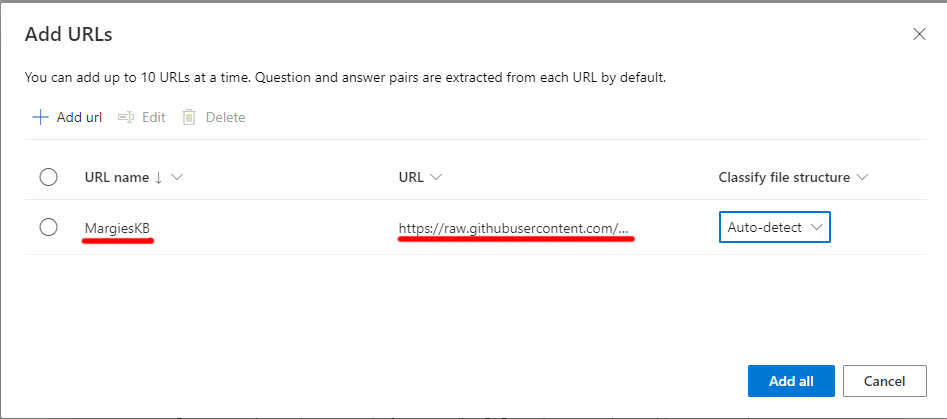 Add URLs
You can add up to 10 URLs at a time. Question and answer pairs are extracted from each URL by default.
Add url Edit Delete
URL name URL Classify file structure
MargiesKB https://raw.githubusercontent.com/... Auto-detect
Add all Cancel